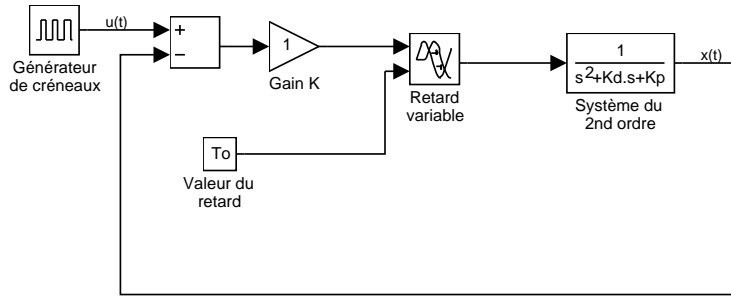 u(t)
+
−
Générateur
de créneaux
1
Gain K
To
Valeur du
retard
Retard
variable
1
s2+Kd.s+Kp
Système du
2nd ordre
x(t)